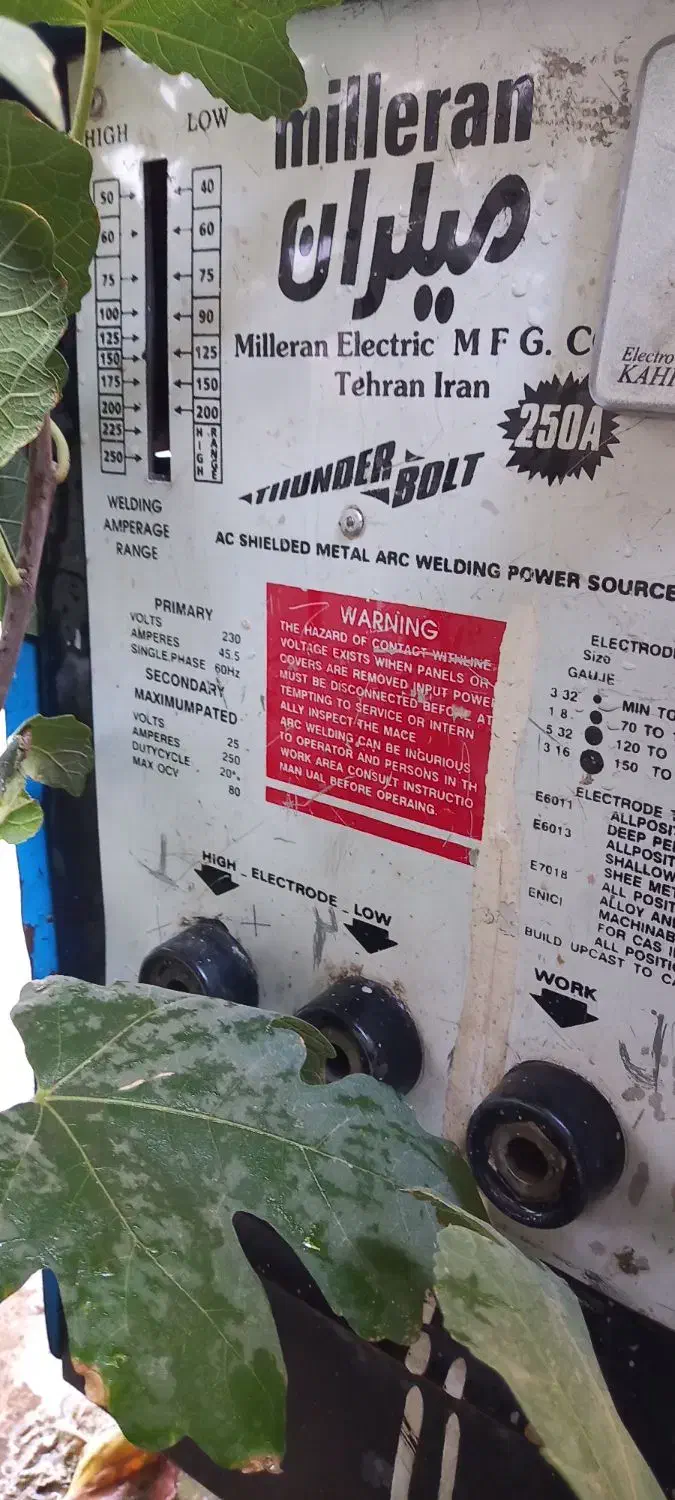 HIGH LOW
50 40
60 60
75 75
100 90
125 125
150 150
175 200
200 HIGH RANGE
225
250
WELDING
AMPERAGE
RANGE
milleran
میلران
Milleran Electric M F G. C
Tehran Iran
250A
THUNDER BOLT
AC SHIELDED METAL ARC WELDING POWER SOURCE
Electro
KAH
PRIMARY
VOLTS 230
AMPERES 45.5
SINGLE,PHASE 60Hz
SECONDARY
MAXIMUMPATED
VOLTS 25
AMPERES 250
DUTYCYCLE 20%
MAX OCV 80
WARNING
THE HAZARD OF CONTACT WITHLINE
VOLTAGE EXISTS WIHEN PANELS OR
COVERS ARE REMOVED INPUT POWE
MUST BE DISCONNECTED BEFORE AT
TEMPTING TO SERVICE OR INTERN
ALLY INSPECT THE MACE
ARC WELDING CAN BE INGURIOUS
TO OPERATOR AND PERSONS IN TH
WORK AREA CONSULT INSTRUCTIO
MAN UAL BEFORE OPERAING.
ELECTROD
Size
GAUJE
3 32 MIN TO
1 8 70 TO
5 32 120 TO
3 16 150 TO
ELECTRODE
E6011 ALLPOSIT
DEEP PE
E6013 ALLPOSIT
SHALLOW
SHEE MET
E7018 ALL POSIT
ALLOY AN
ENICI MACHINAB
FOR CAS
ALL POSITI
BUILD UPCAST TO CA
HIGH - ELECTRODE - LOW
WORK